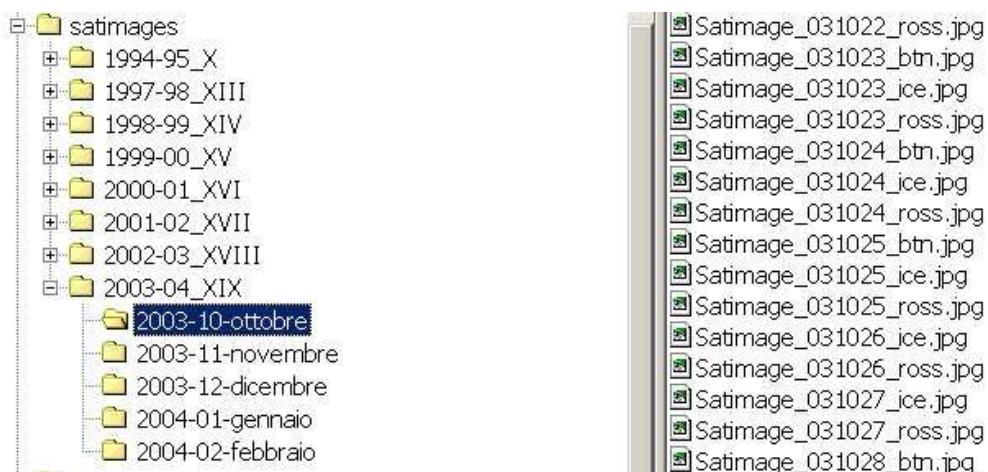 satimages
1994-95_X
1997-98_XIII
1998-99_XIV
1999-00_XV
2000-01_XVI
2001-02_XVII
2002-03_XVIII
2003-04_XIX
2003-10-ottobre
2003-11-novembre
2003-12-dicembre
2004-01-gennaio
2004-02-febbraio
Satimage_031022_ross.jpg
Satimage_031023_btn.jpg
Satimage_031023_ice.jpg
Satimage_031023_ross.jpg
Satimage_031024_btn.jpg
Satimage_031024_ice.jpg
Satimage_031024_ross.jpg
Satimage_031025_btn.jpg
Satimage_031025_ice.jpg
Satimage_031025_ross.jpg
Satimage_031026_ice.jpg
Satimage_031026_ross.jpg
Satimage_031027_ice.jpg
Satimage_031027_ross.jpg
Satimage_031028_btn.jpg